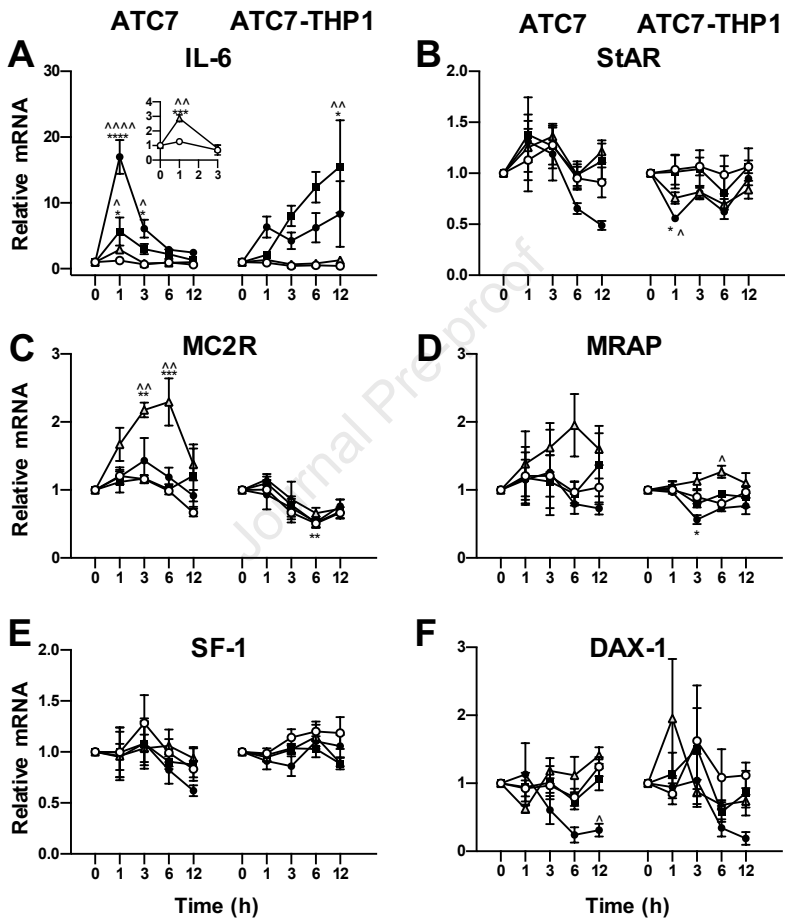 ATC7 ATC7-THP1 ATC7 ATC7-THP1
A IL-6
Relative mRNA
30
20
10
1
^^^^
****
^
*
^
*
4
3
2
1
0
^^
***
0 1 3
^^
*
0 1 3 6 12 0 1 3 6 12
B StAR
2.0
1.5
1.0
0.5
0.0
* ^
0 1 3 6 12 0 1 3 6 12
C MC2R
Relative mRNA
3
2
1
0
^^
**
^^
***
**
0 1 3 6 12 0 1 3 6 12
D MRAP
3
2
1
0
^
*
0 1 3 6 12 0 1 3 6 12
E SF-1
Relative mRNA
2.0
1.5
1.0
0.5
0.0
0 1 3 6 12 0 1 3 6 12
Time (h)
F DAX-1
3
2
1
0
^
0 1 3 6 12 0 1 3 6 12
Time (h)
Journal Pre-proof